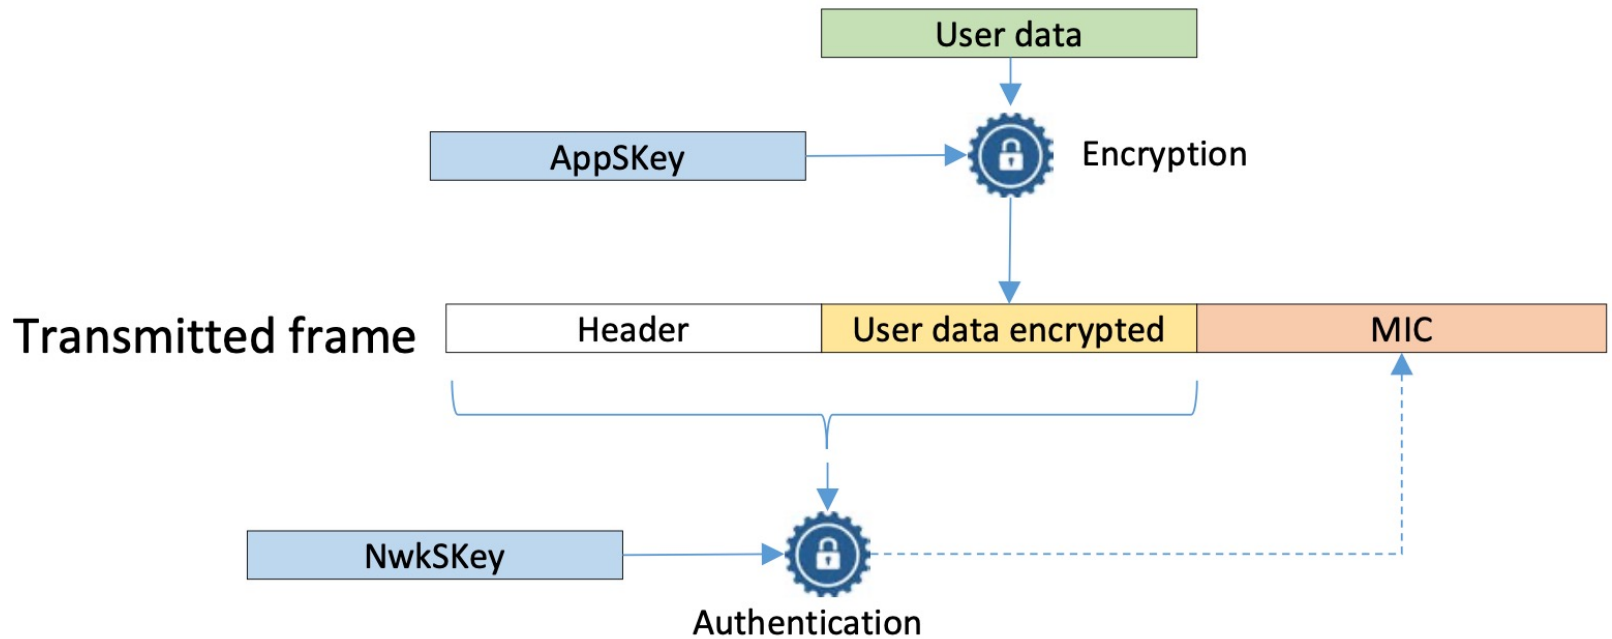 User data
AppSKey
Encryption
Transmitted frame
Header
User data encrypted
MIC
NwkSKey
Authentication